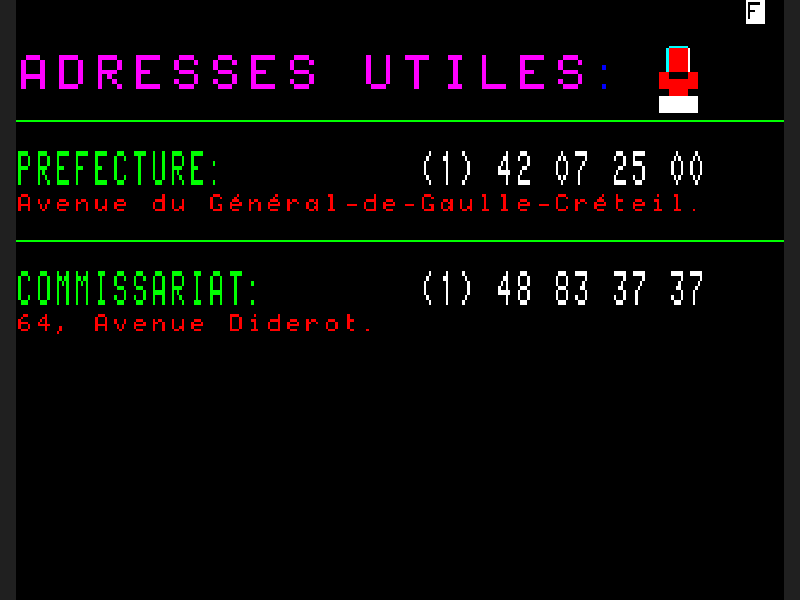 F
ADRESSES UTILES:
PREFECTURE: (1) 42 07 25 00
Avenue du Général-de-Gaulle-Créteil.
COMMISSARIAT: (1) 48 83 37 37
64, Avenue Diderot.